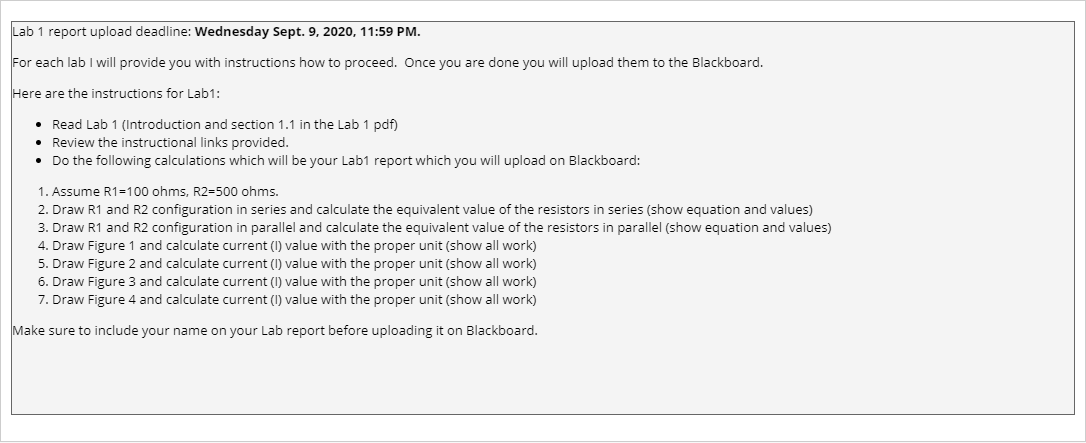 Lab 1 report upload deadline: Wednesday Sept. 9, 2020, 11:59 PM.
For each lab I will provide you with instructions how to proceed.  Once you are done you will upload them to the Blackboard.
Here are the instructions for Lab1:
• Read Lab 1 (Introduction and section 1.1 in the Lab 1 pdf)
• Review the instructional links provided.
• Do the following calculations which will be your Lab1 report which you will upload on Blackboard:
1. Assume R1=100 ohms, R2=500 ohms.
2. Draw R1 and R2 configuration in series and calculate the equivalent value of the resistors in series (show equation and values)
3. Draw R1 and R2 configuration in parallel and calculate the equivalent value of the resistors in parallel (show equation and values)
4. Draw Figure 1 and calculate current (I) value with the proper unit (show all work)
5. Draw Figure 2 and calculate current (I) value with the proper unit (show all work)
6. Draw Figure 3 and calculate current (I) value with the proper unit (show all work)
7. Draw Figure 4 and calculate current (I) value with the proper unit (show all work)
Make sure to include your name on your Lab report before uploading it on Blackboard.